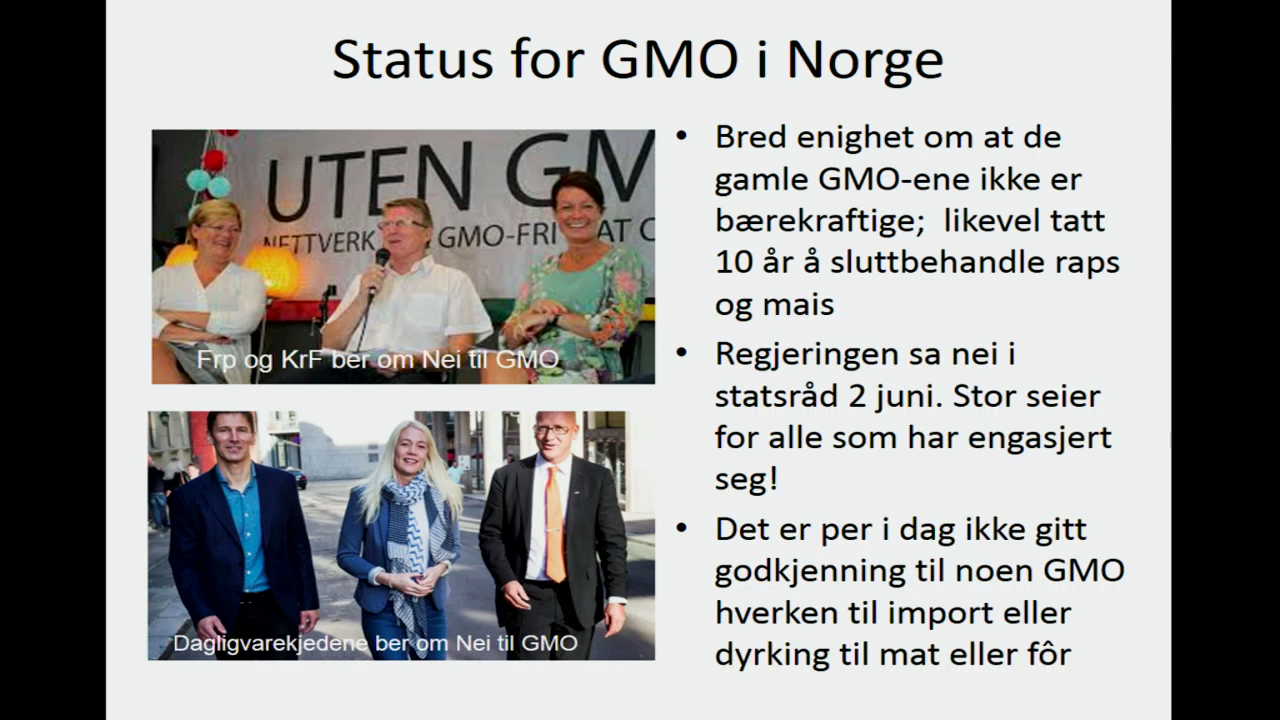 Status for GMO i Norge
UTEN GM
NETTVERK GMO-FRI AT O
Frp og KrF ber om Nei til GMO
Dagligvarekjedene ber om Nei til GMO
• Bred enighet om at de
gamle GMO-ene ikke er
bærekraftige; likevel tatt
10 år å sluttbehandle raps
og mais
• Regjeringen sa nei i
statsråd 2 juni. Stor seier
for alle som har engasjert
seg!
• Det er per i dag ikke gitt
godkjenning til noen GMO
hverken til import eller
dyrking til mat eller fôr